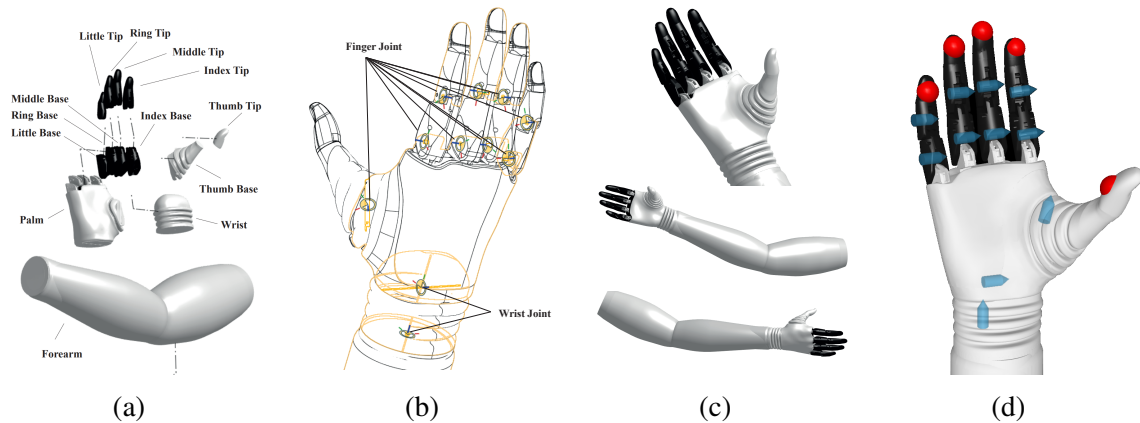 Ring Tip
Little Tip
Middle Tip
Index Tip
Middle Base
Ring Base
Little Base
Index Base
Thumb Tip
Thumb Base
Palm
Wrist
Forearm
Finger Joint
Wrist Joint
(a)
(b)
(c)
(d)